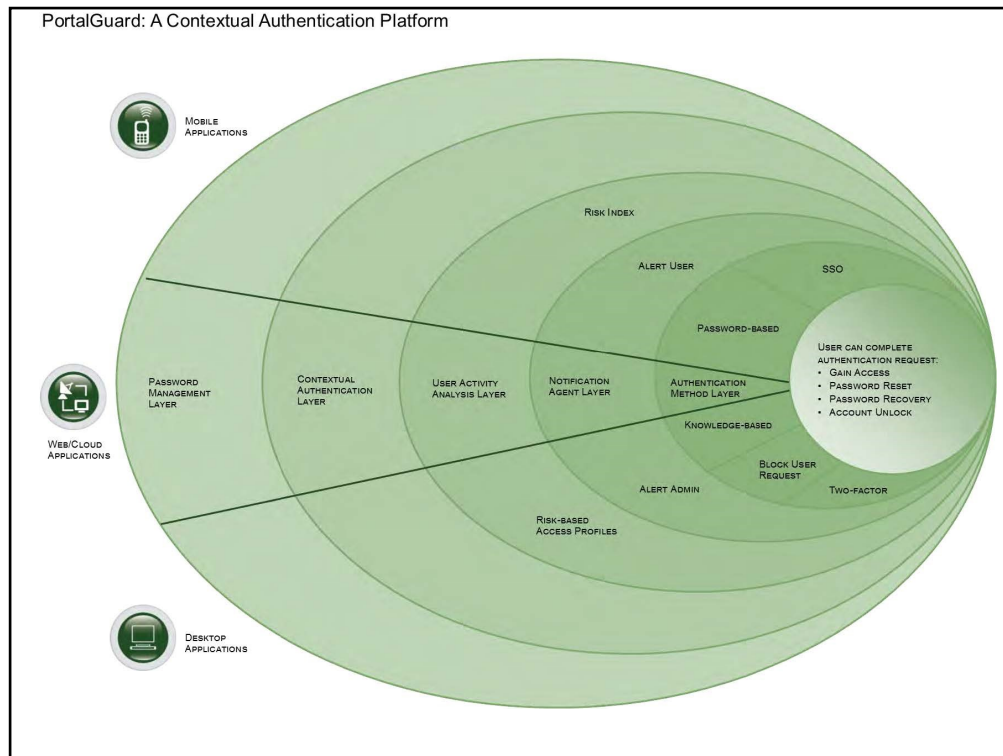 PortalGuard: A Contextual Authentication Platform
MOBILE
APPLICATIONS
RISK INDEX
ALERT USER
SSO
PASSWORD-BASED
USER CAN COMPLETE
AUTHENTICATION REQUEST:
• GAIN ACCESS
• PASSWORD RESET
• PASSWORD RECOVERY
• ACCOUNT UNLOCK
PASSWORD
MANAGEMENT
LAYER
CONTEXTUAL
AUTHENTICATION
LAYER
USER ACTIVITY
ANALYSIS LAYER
NOTIFICATION
AGENT LAYER
AUTHENTICATION
METHOD LAYER
WEB/CLOUD
APPLICATIONS
KNOWLEDGE-BASED
BLOCK USER
REQUEST
TWO-FACTOR
ALERT ADMIN
RISK-BASED
ACCESS PROFILES
DESKTOP
APPLICATIONS